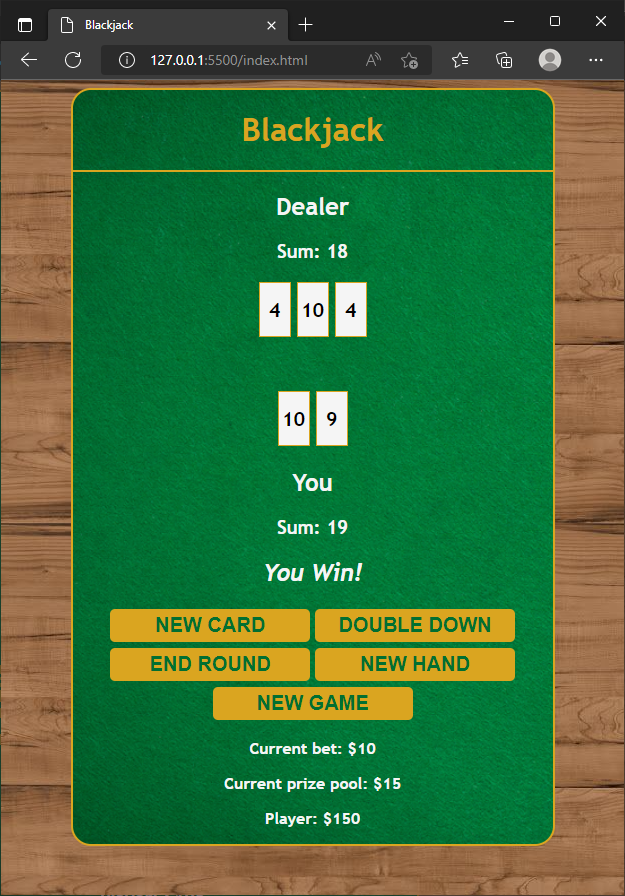 Blackjack
127.0.0.1:5500/index.html
Blackjack
Dealer
Sum: 18
4 10 4
10 9
You
Sum: 19
You Win!
NEW CARD DOUBLE DOWN
END ROUND NEW HAND
NEW GAME
Current bet: $10
Current prize pool: $15
Player: $150